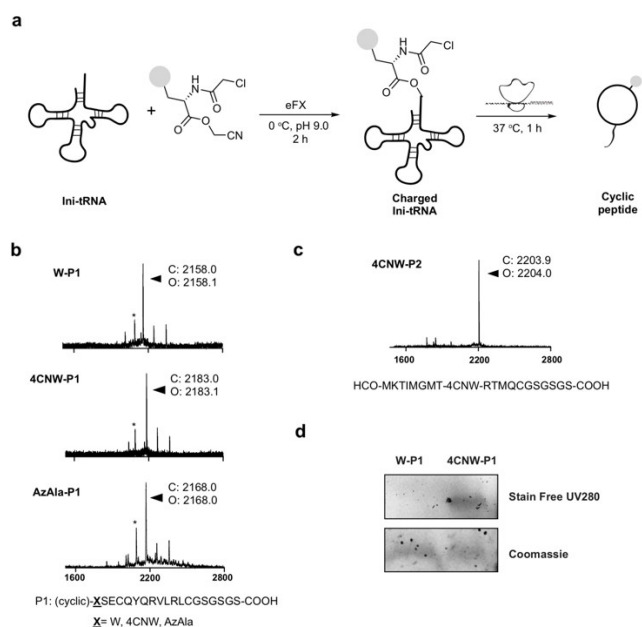 a
O
HN
Cl
O
O
CN
Ini-tRNA
+
eFX
0 °C, pH 9.0
2 h
O
HN
Cl
O
O
Charged
Ini-tRNA
37 °C, 1 h
Cyclic
peptide
b
W-P1
C: 2158.0
O: 2158.1
*
4CNW-P1
C: 2183.0
O: 2183.1
*
AzAla-P1
C: 2168.0
O: 2168.0
*
1600 2200 2800
P1: (cyclic)-XSECQYQRVLRLCGSGSGS-COOH
X= W, 4CNW, AzAla
c
4CNW-P2
C: 2203.9
O: 2204.0
1600 2200 2800
HCO-MKTIMGMT-4CNW-RTMQCGSGSGS-COOH
d
W-P1 4CNW-P1
Stain Free UV280
Coomassie